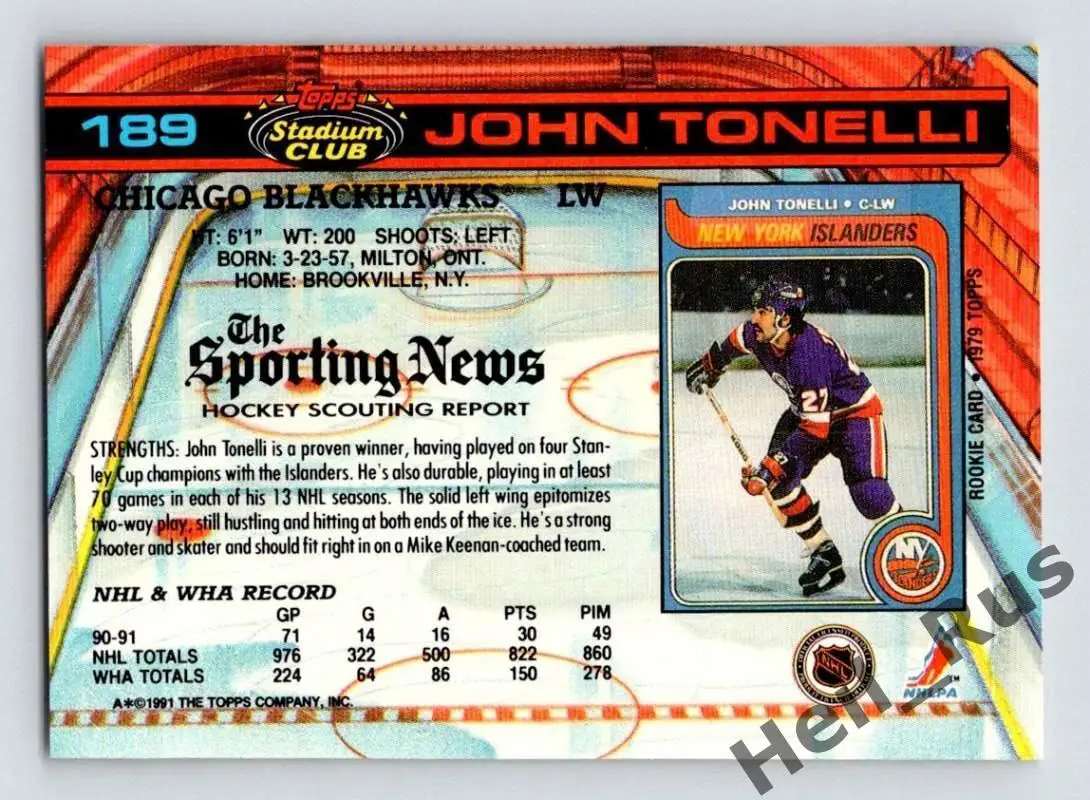 189
Topps
Stadium
CLUB
JOHN TONELLI
CHICAGO BLACKHAWKS® LW
HT: 6'1" WT: 200 SHOOTS: LEFT
BORN: 3-23-57, MILTON, ONT.
HOME: BROOKVILLE, N.Y.
The
Sporting News
HOCKEY SCOUTING REPORT
STRENGTHS: John Tonelli is a proven winner, having played on four Stan-
ley Cup champions with the Islanders. He's also durable, playing in at least
70 games in each of his 13 NHL seasons. The solid left wing epitomizes
two-way play, still hustling and hitting at both ends of the ice. He's a strong
shooter and skater and should fit right in on a Mike Keenan-coached team.
NHL & WHA RECORD
GP G A PTS PIM
90-91 71 14 16 30 49
NHL TOTALS 976 322 500 822 860
WHA TOTALS 224 64 86 150 278
A*©1991 THE TOPPS COMPANY, INC.
JOHN TONELLI • C-LW
NEW YORK ISLANDERS
27
27
NY
ISLANDERS
ROOKIE CARD • 1979 TOPPS
NHL
NHLPA
™
Hell_Rus